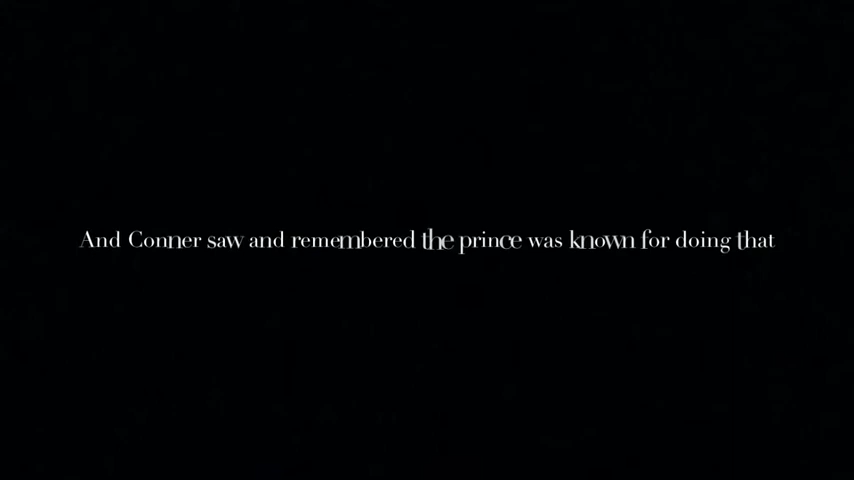 And Conner saw and remembered the prince was known for doing that